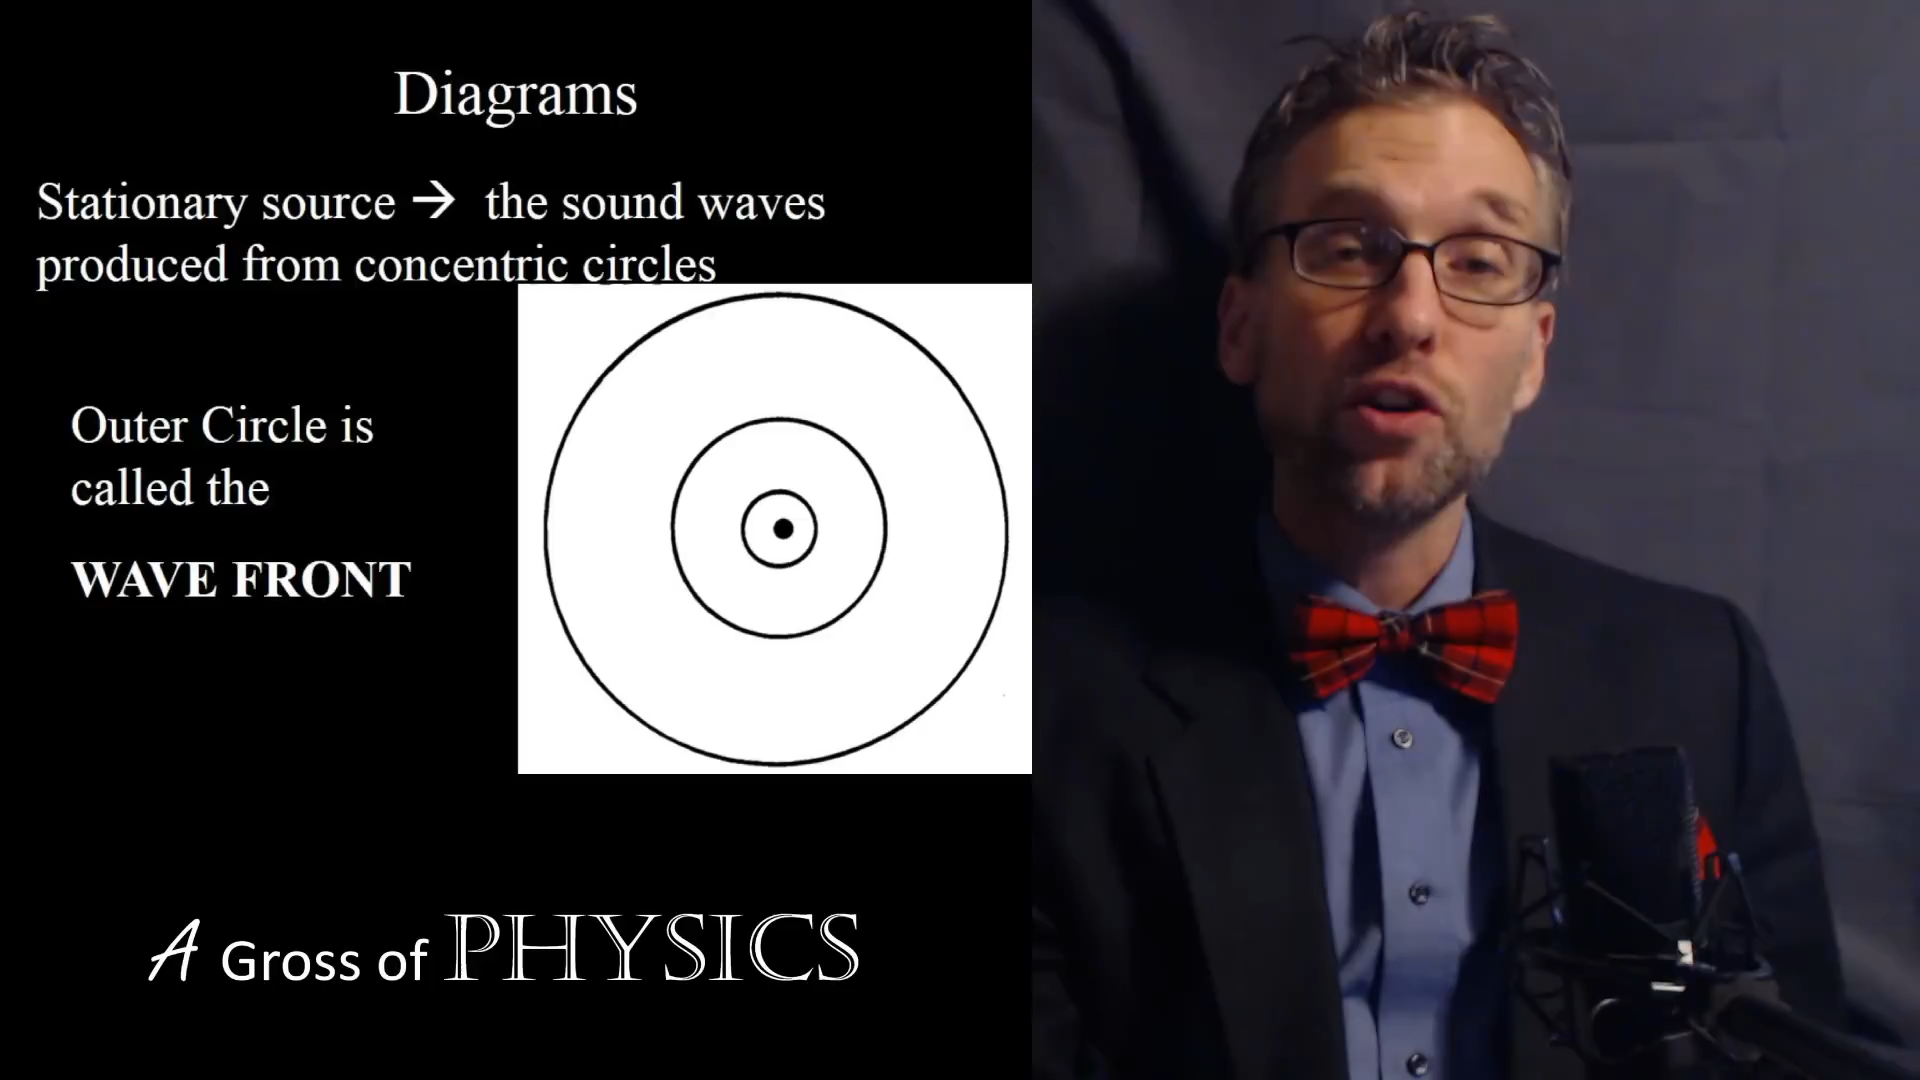 Diagrams
Stationary source → the sound waves
produced from concentric circles
Outer Circle is
called the
WAVE FRONT
A Gross of PHYSICS